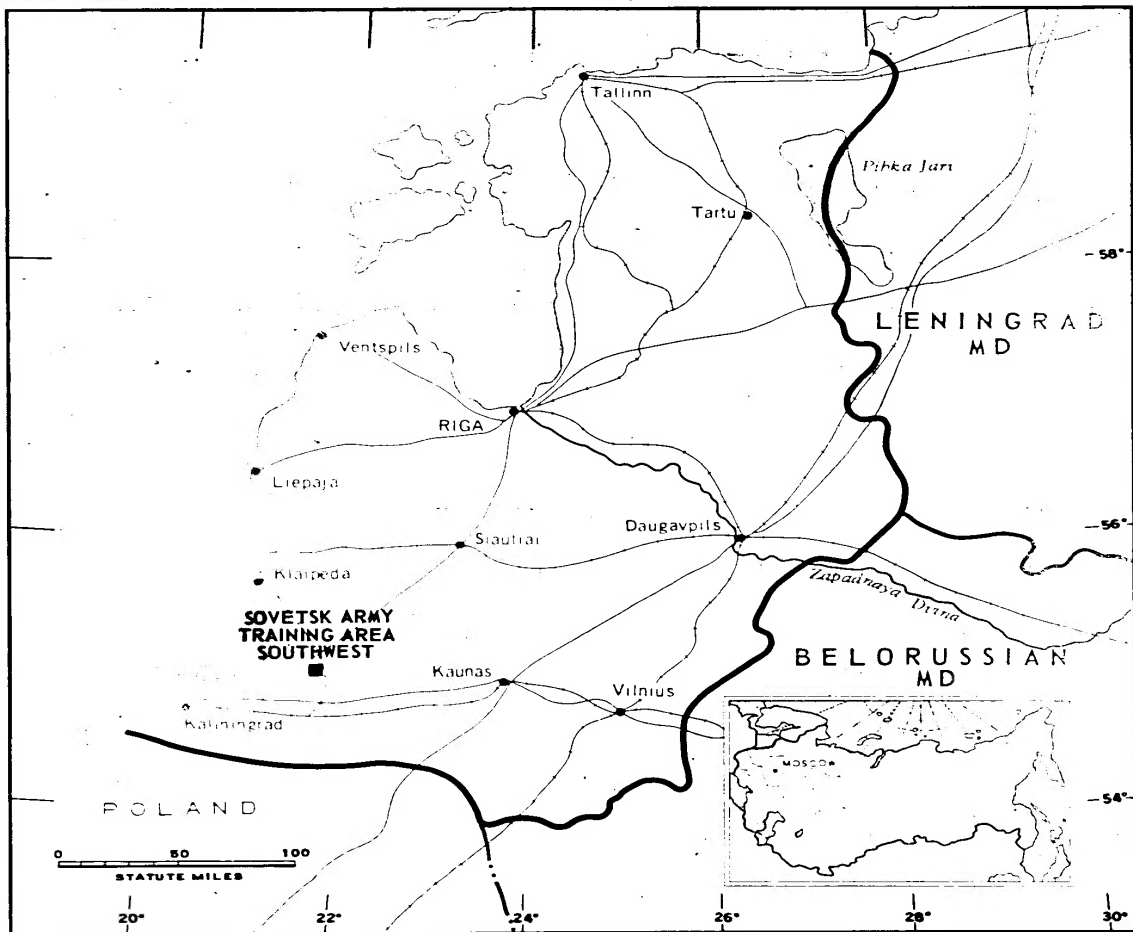 Tallinn
Pihka Jari
Tartu
58°
LENINGRAD
MD
Ventspils
RIGA
Liepaja
Daugavpils
56°
Siautiai
Klaipeda
Zapadnaya Dvina
SOVETSK ARMY
TRAINING AREA
SOUTHWEST
BELORUSSIAN
MD
Kaunas
Vilnius
Kaliningrad
MOSCOW
POLAND
54°
0 50 100
STATUTE MILES
20° 22° 24° 26° 28° 30°